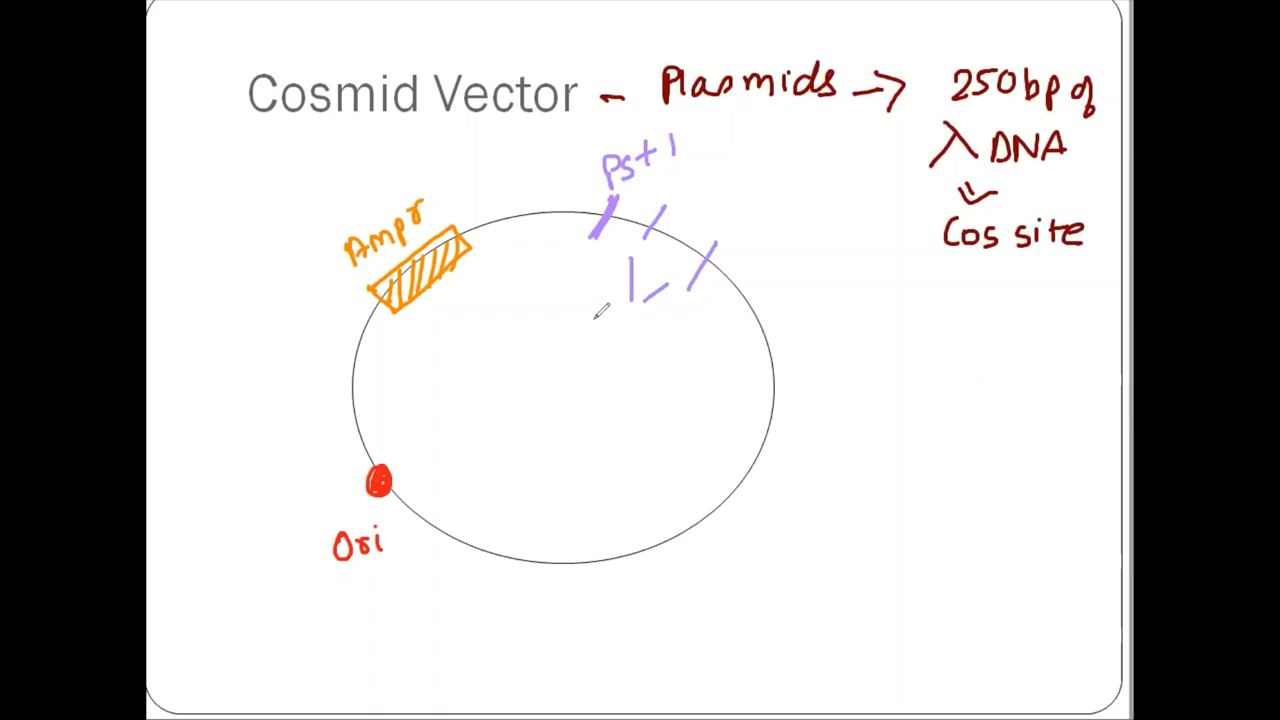 Cosmid Vector - Plasmids → 250bp of
λ DNA
Cos site
Pst1
Ampr
Ori